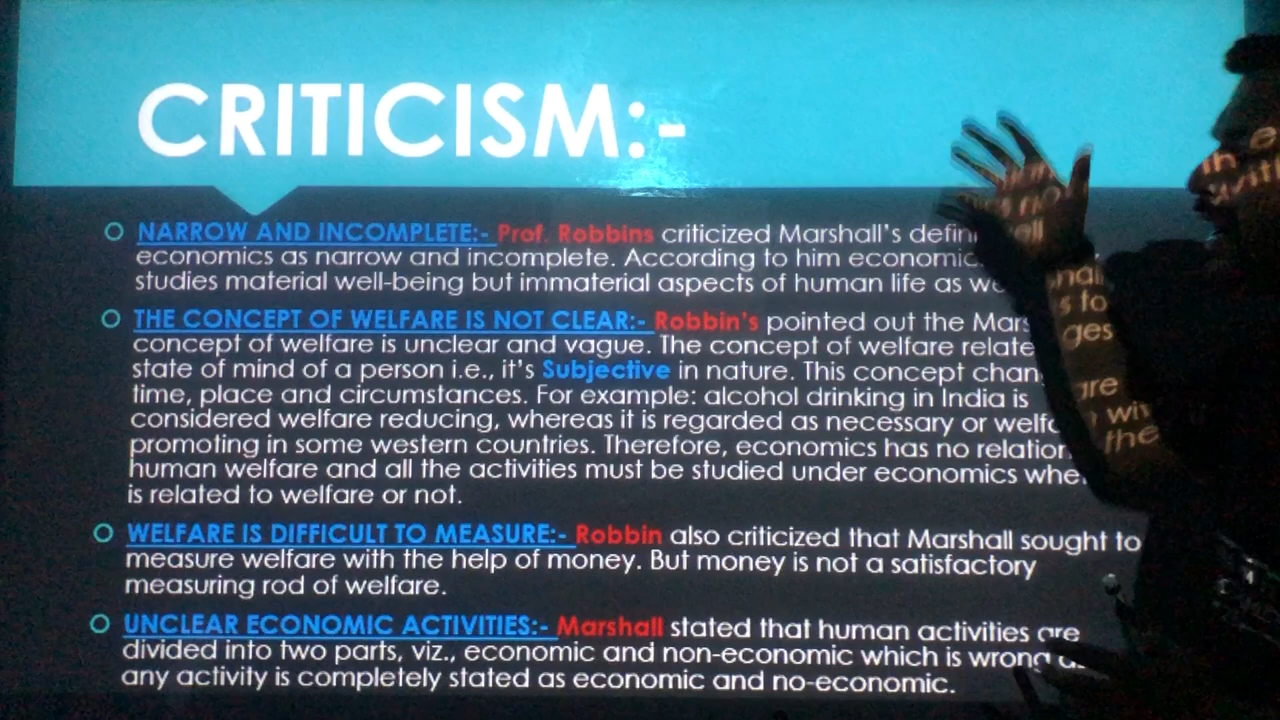 CRITICISM:-
NARROW AND INCOMPLETE:- Prof. Robbins criticized Marshall's
economics as narrow and incomplete. According to him
studies material well-being but immaterial aspects of human life as
THE CONCEPT OF WELFARE IS NOT CLEAR:- Robbin's pointed out the
concept of welfare is unclear and vague. The concept of welfare
state of mind of a person i.e., it's Subjective in nature. This concept
time, place and circumstances. For example: alcohol drinking in India is
considered welfare reducing, whereas it is regarded as necessary or
promoting in some western countries. Therefore, economics has no
human welfare and all the activities must be studied under economics
is related to welfare or not.
WELFARE IS DIFFICULT TO MEASURE:- Robbin also criticized that Marshall sought to
measure welfare with the help of money. But money is not a satisfactory
measuring rod of welfare.
UNCLEAR ECONOMIC ACTIVITIES:- Marshall stated that human activities are
divided into two parts, viz., economic and non-economic which is wrong
any activity is completely stated as economic and no-economic.